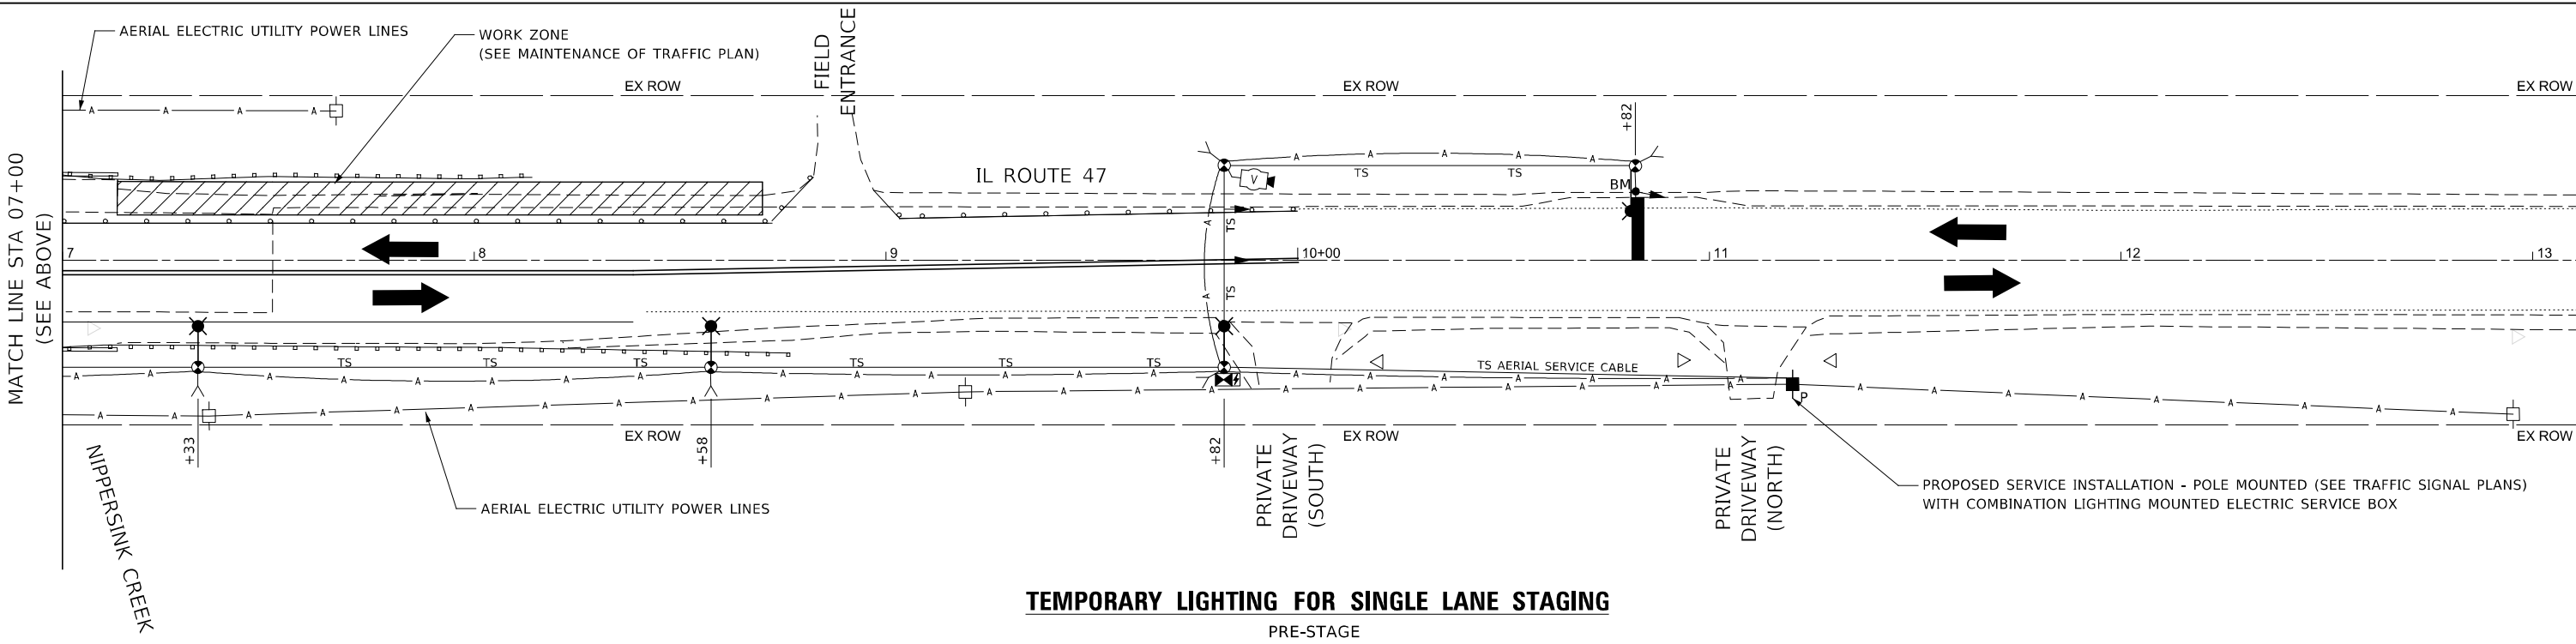 AERIAL ELECTRIC UTILITY POWER LINES
WORK ZONE
(SEE MAINTENANCE OF TRAFFIC PLAN)
FIELD
ENTRANCE
EX ROW
EX ROW
EX ROW
A A A A
+82
MATCH LINE STA 07+00
(SEE ABOVE)
IL ROUTE 47
A A A A A
TS TS
V
BM
A
TS
7
8
9
10+00
11
12
13
A
TS
TS TS TS TS TS TS
TS AERIAL SERVICE CABLE
A A A A A A A A A A A A A A A A A A
P
A A A A A A A A A A A A A A A A A A A A A A A A A A A A
+33
+58
+82
EX ROW
EX ROW
EX ROW
NIPPERSINK CREEK
AERIAL ELECTRIC UTILITY POWER LINES
PRIVATE
DRIVEWAY
(SOUTH)
PRIVATE
DRIVEWAY
(NORTH)
PROPOSED SERVICE INSTALLATION - POLE MOUNTED (SEE TRAFFIC SIGNAL PLANS)
WITH COMBINATION LIGHTING MOUNTED ELECTRIC SERVICE BOX
TEMPORARY LIGHTING FOR SINGLE LANE STAGING
PRE-STAGE